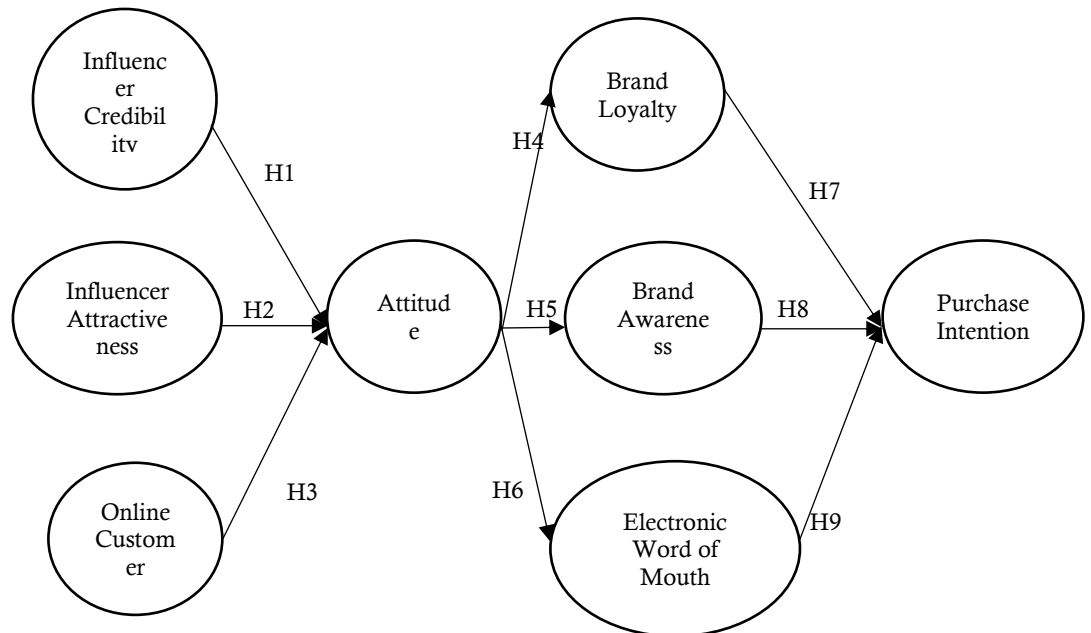 Influenc
er
Credibil
itv
H1
Influencer
Attractive
ness
H2
Online
Custom
er
H3
Attitud
e
H4
H5
H6
Brand
Loyalty
Brand
Awarene
ss
Electronic
Word of
Mouth
H7
H8
H9
Purchase
Intention